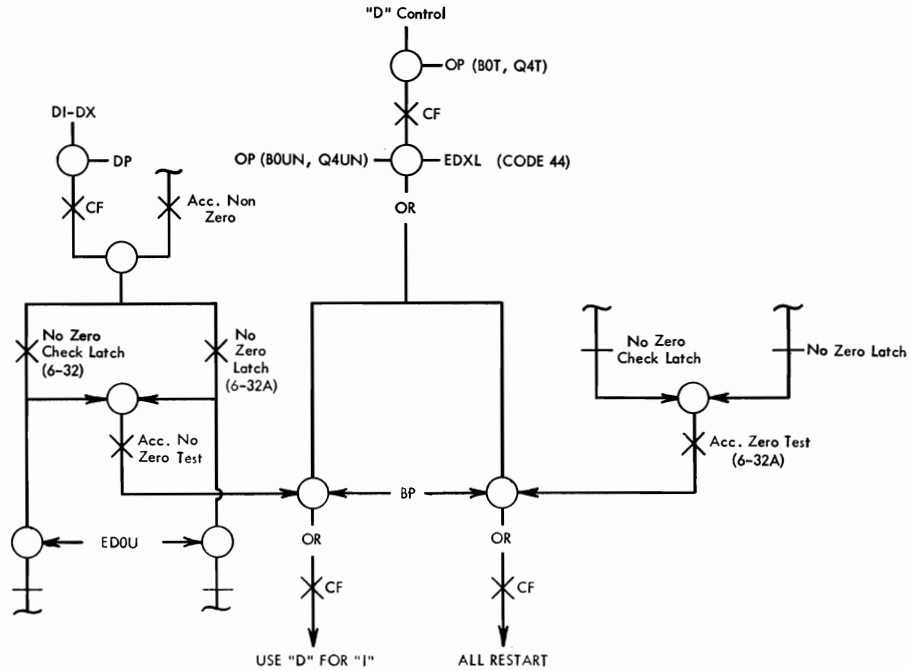 "D" Control
OP (B0T, Q4T)
CF
OP (B0UN, Q4UN)
EDXL (CODE 44)
OR
DI-DX
DP
CF
Acc. Non
Zero
No Zero
Check Latch
(6-32)
No
Zero
Latch
(6-32A)
Acc. No
Zero Test
No Zero
Check Latch
No Zero Latch
Acc. Zero Test
(6-32A)
BP
ED0U
OR
OR
CF
CF
USE "D" FOR "I"
ALL RESTART